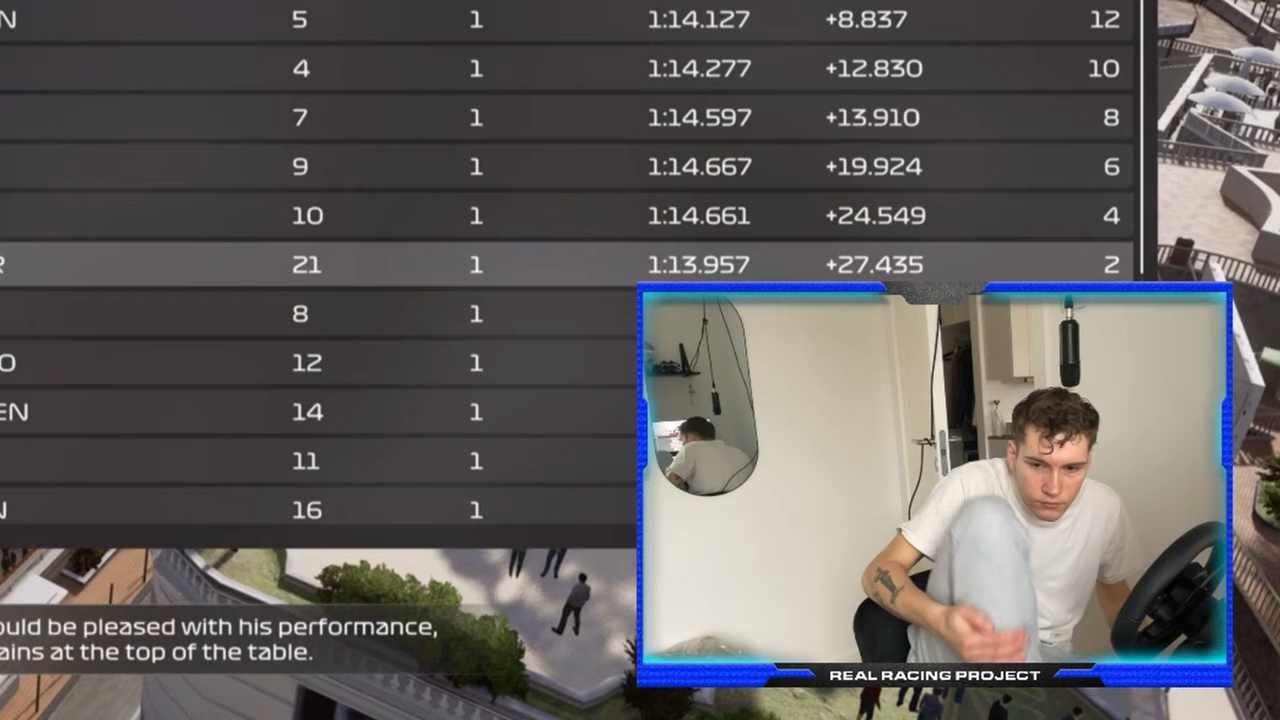 N 5 1 1:14.127 +8.837 12
4 1 1:14.277 +12.830 10
7 1 1:14.597 +13.910 8
9 1 1:14.667 +19.924 6
10 1 1:14.661 +24.549 4
R 21 1 1:13.957 +27.435 2
8 1
O 12 1
EN 14 1
11 1
N 16 1
ould be pleased with his performance,
ains at the top of the table.
REAL RACING PROJECT